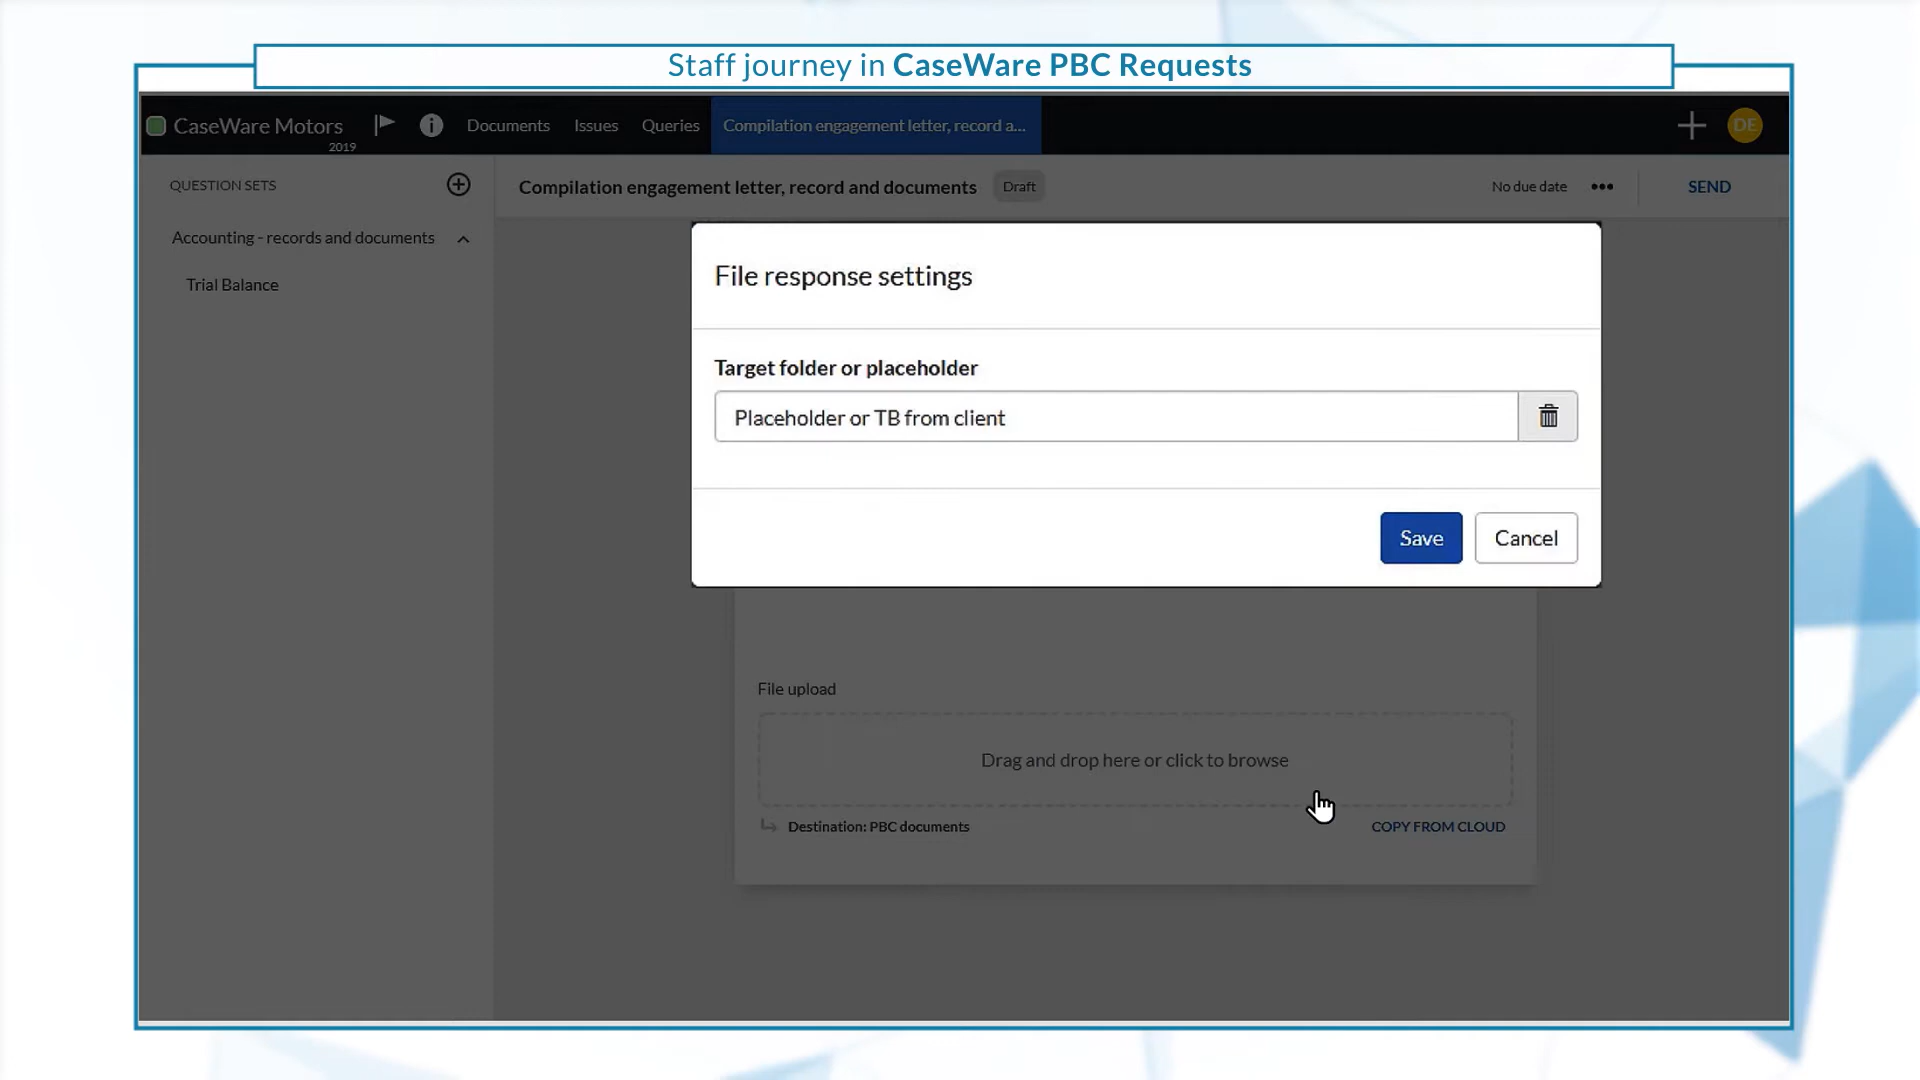 Staff journey in CaseWare PBC Requests
CaseWare Motors
2019
Documents
Issues
Queries
Compilation engagement letter, record a...
DE
QUESTION SETS
Accounting - records and documents
Trial Balance
Compilation engagement letter, record and documents
Draft
No due date
SEND
File response settings
Target folder or placeholder
Placeholder or TB from client
Save
Cancel
File upload
Drag and drop here or click to browse
Destination: PBC documents
COPY FROM CLOUD